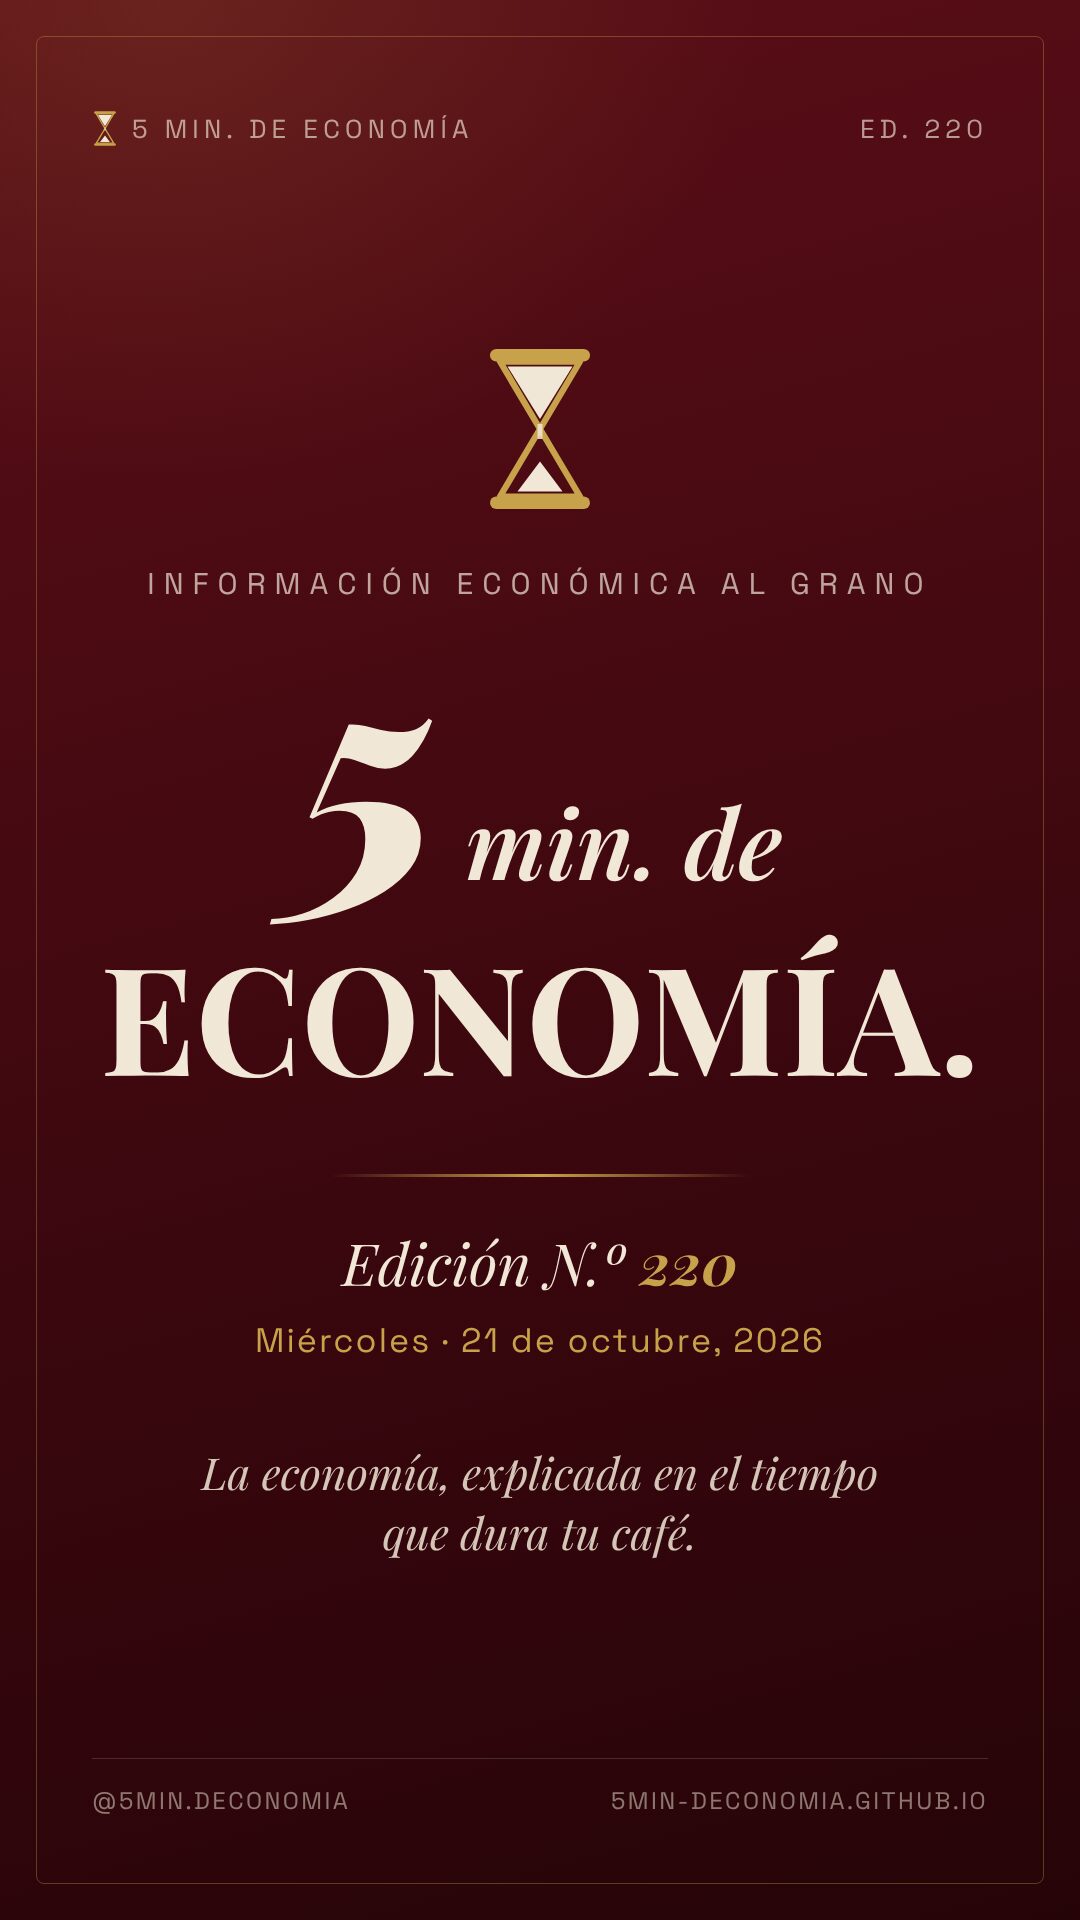 5 MIN. DE ECONOMÍA
ED. 220
INFORMACIÓN ECONÓMICA AL GRANO
5 min. de
ECONOMÍA.
Edición N.º 220
Miércoles · 21 de octubre, 2026
La economía, explicada en el tiempo
que dura tu café.
@5MIN.DECONOMIA
5MIN-DECONOMIA.GITHUB.IO